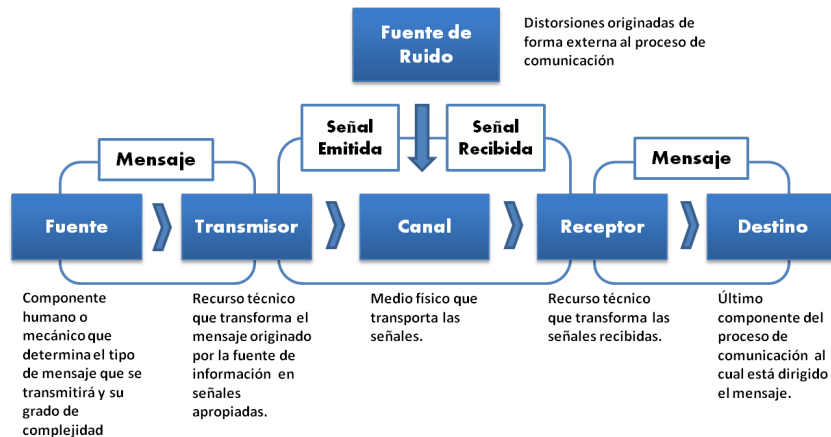 Fuente de
Ruido
Distorsiones originadas de
forma externa al proceso de
comunicación
Señal
Emitida
Señal
Recibida
Mensaje
Mensaje
Fuente
Transmisor
Canal
Receptor
Destino
Componente
humano o
mecánico que
determina el tipo
de mensaje que se
transmitirá y su
grado de
complejidad
Recurso técnico
que transforma el
mensaje originado
por la fuente de
información en
señales
apropiadas.
Medio físico que
transporta las
señales.
Recurso técnico
que transforma las
señales recibidas.
Último
componente del
proceso de
comunicación al
cual está dirigido
el mensaje.